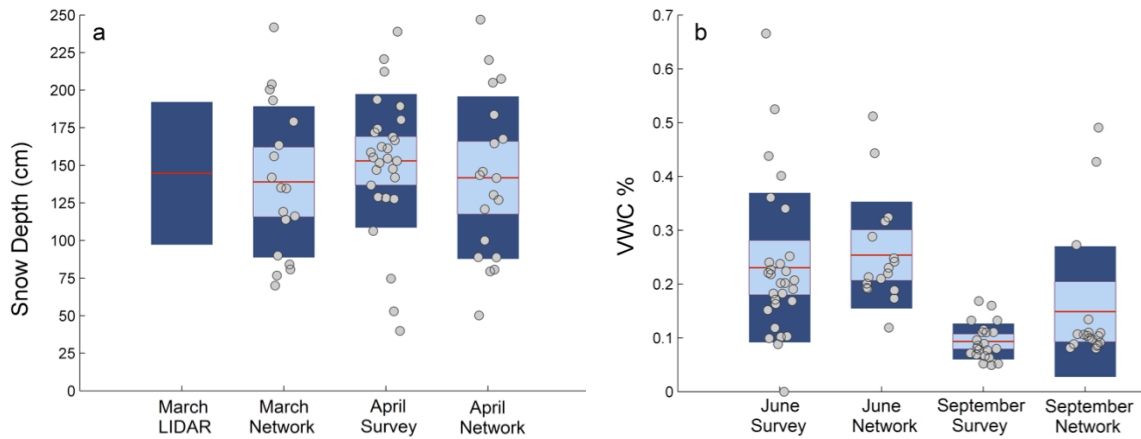 a
Snow Depth (cm)
250
225
200
175
150
125
100
75
50
25
0
March LIDAR
March Network
April Survey
April Network
b
VWC %
0.7
0.6
0.5
0.4
0.3
0.2
0.1
0
June Survey
June Network
September Survey
September Network